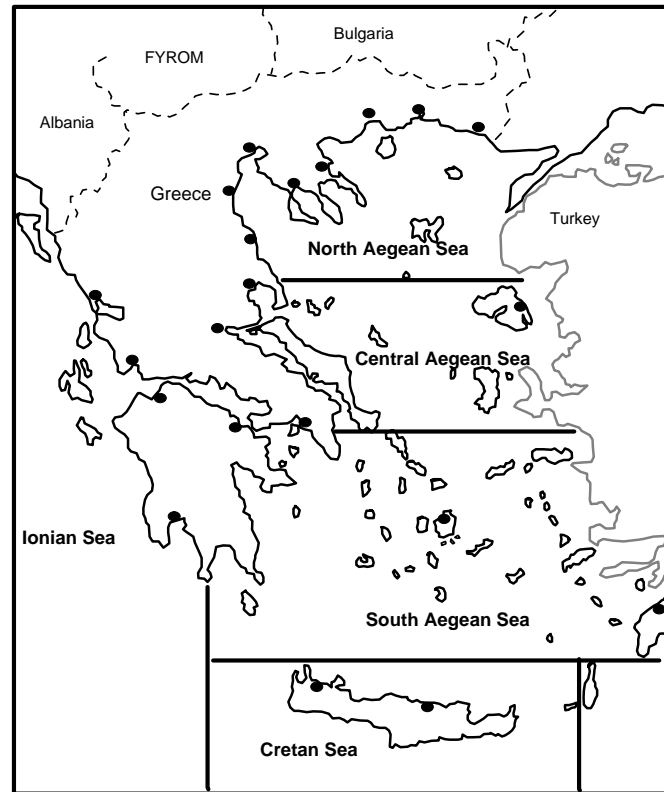 Bulgaria
FYROM
Albania
Greece
Turkey
North Aegean Sea
Central Aegean Sea
Ionian Sea
South Aegean Sea
Cretan Sea